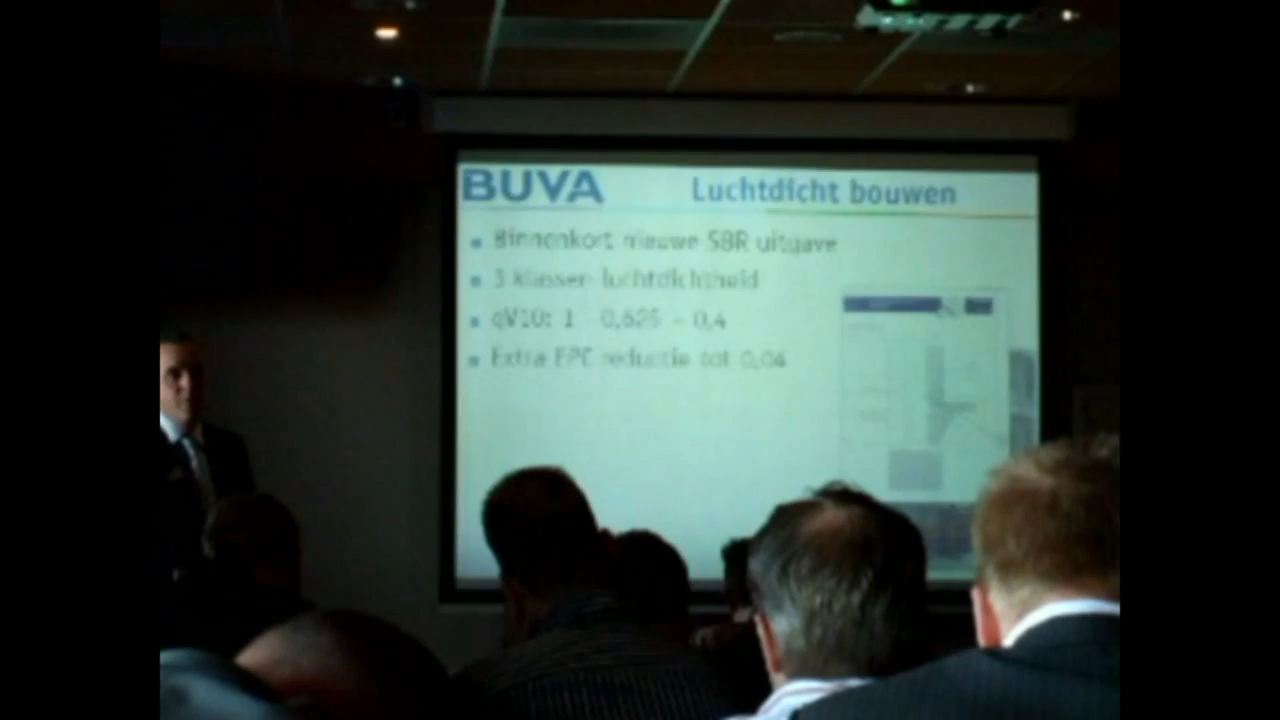 BUVA
Luchtdicht bouwen
Binnenkort nieuwe SBR uitgave
3 klassen luchtdichtheid
qV10: 1 0,625 - 0,4
Extra EPC reductie tot 0,04